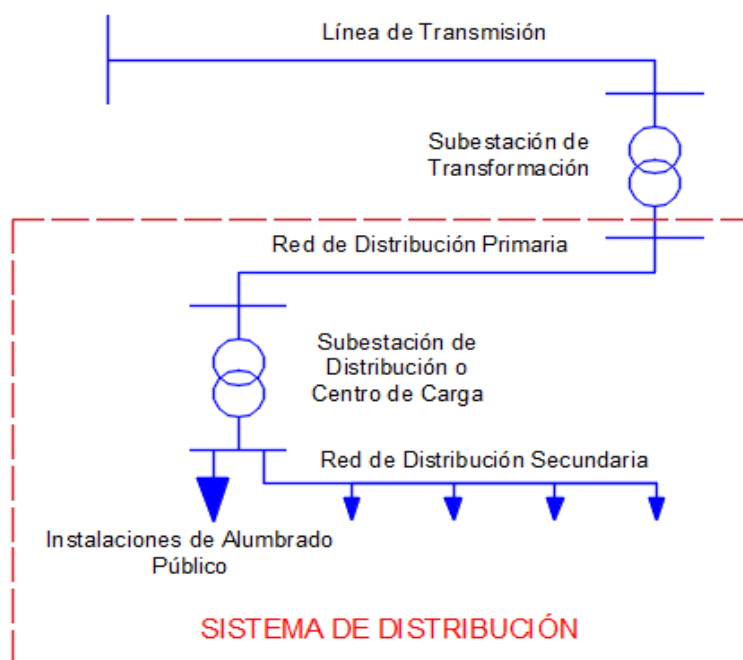 Línea de Transmisión
Subestación de
Transformación
Red de Distribución Primaria
Subestación de
Distribución o
Centro de Carga
Red de Distribución Secundaria
Instalaciones de Alumbrado
Público
SISTEMA DE DISTRIBUCIÓN